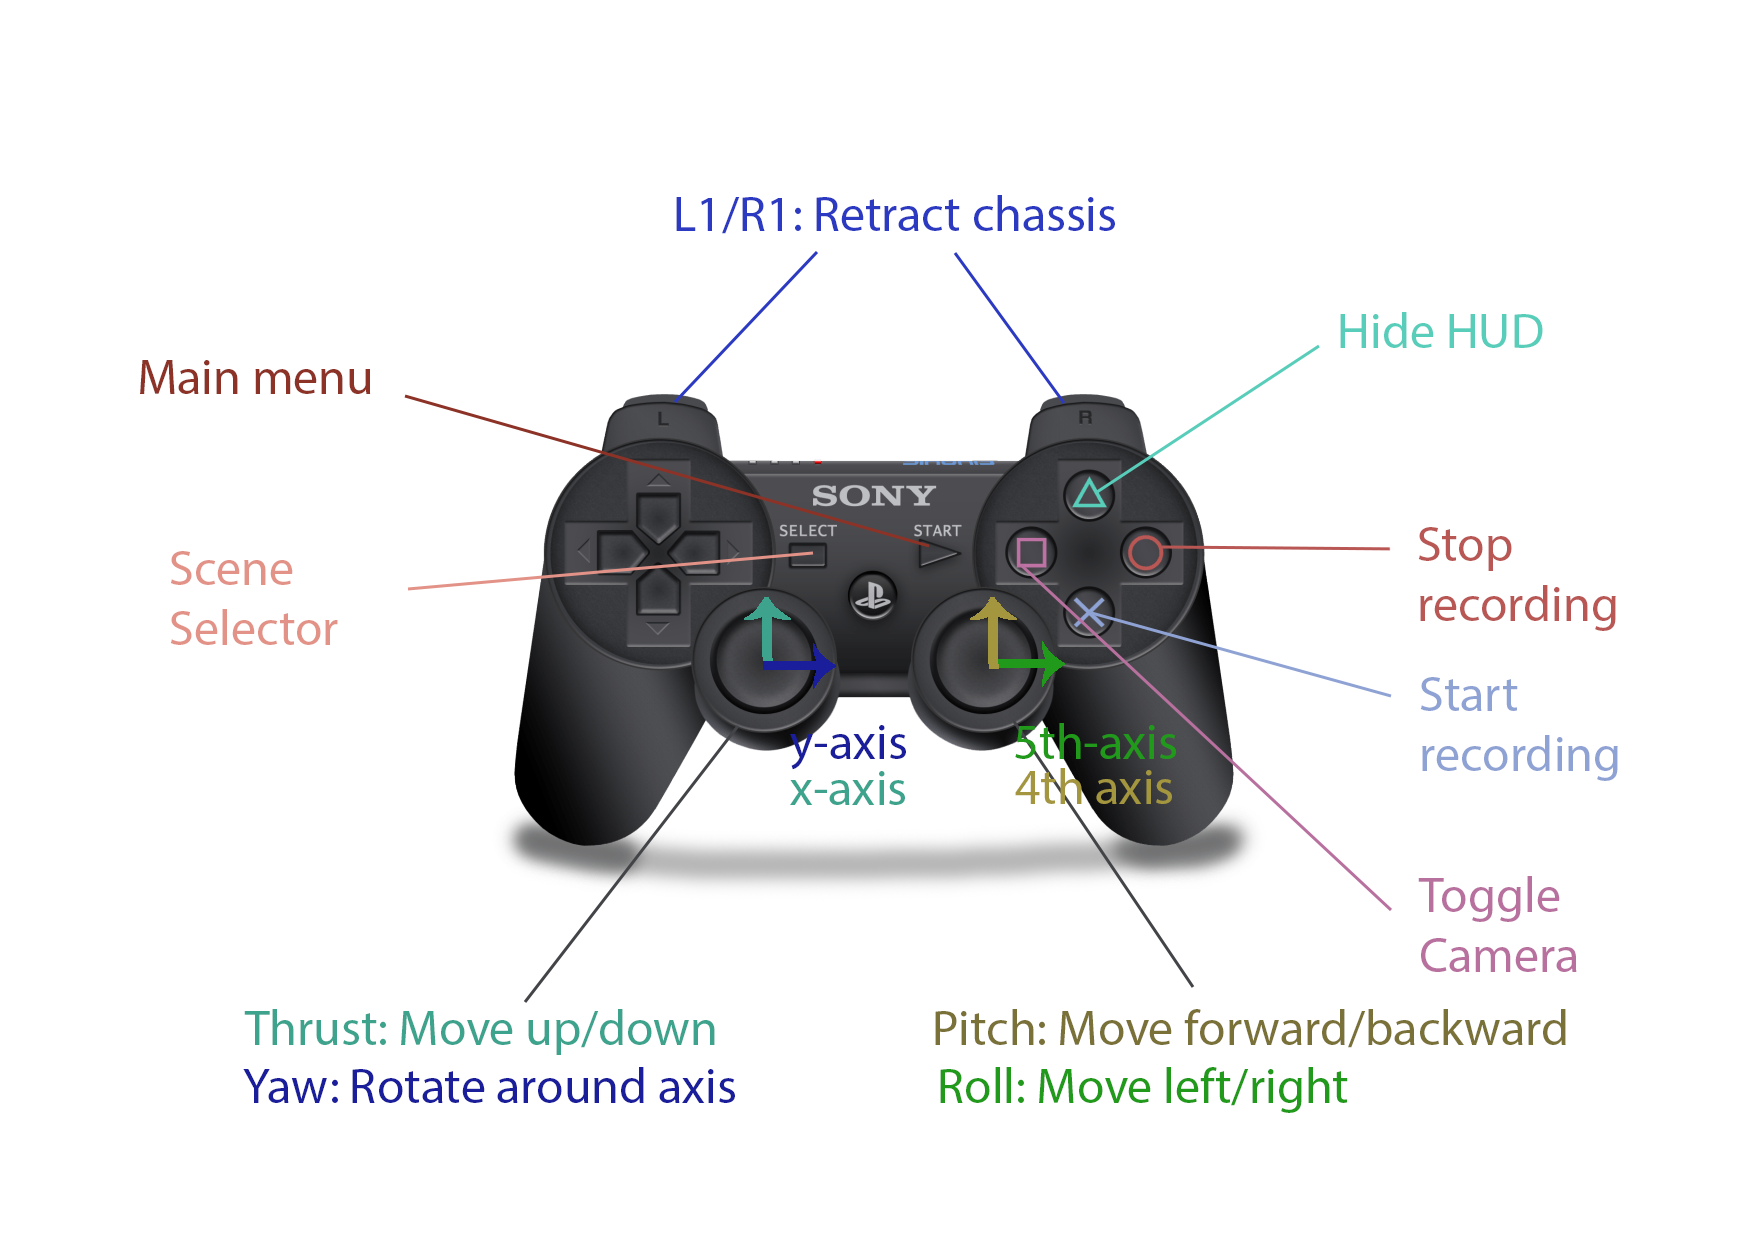 L1/R1: Retract chassis
Hide HUD
Main menu
L
R
SONY
SELECT
START
Scene
Selector
Stop
recording
Start
recording
y-axis
x-axis
5th-axis
4th axis
Toggle
Camera
Thrust: Move up/down
Yaw: Rotate around axis
Pitch: Move forward/backward
Roll: Move left/right